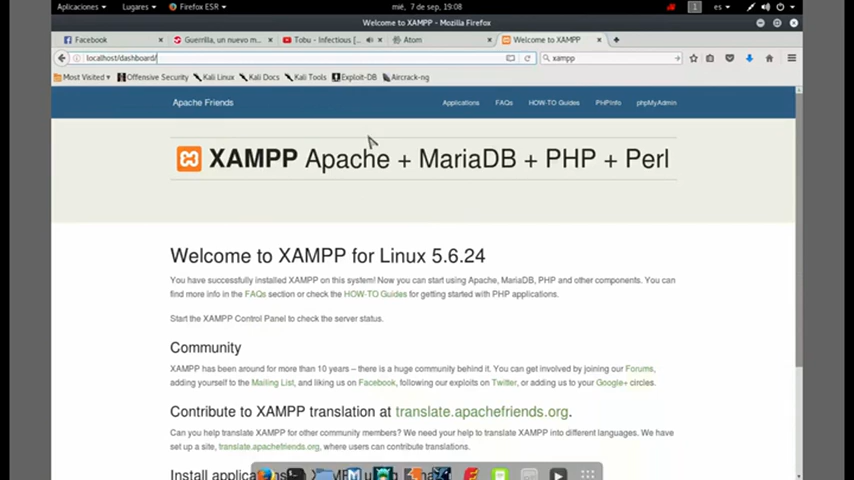 Aplicaciones Lugares Firefox ESR mié, 7 de sep, 19:08 1 es
Welcome to XAMPP - Mozilla Firefox
Facebook Guerrilla, un nuevo m... Tobu - Infectious [... Atom Welcome to XAMPP
localhost/dashboard/ xampp
Most Visited Offensive Security Kali Linux Kali Docs Kali Tools Exploit-DB Aircrack-ng
Apache Friends Applications FAQs HOW-TO Guides PHPInfo phpMyAdmin
XAMPP Apache + MariaDB + PHP + Perl
Welcome to XAMPP for Linux 5.6.24
You have successfully installed XAMPP on this system! Now you can start using Apache, MariaDB, PHP and other components. You can
find more info in the FAQs section or check the HOW-TO Guides for getting started with PHP applications.
Start the XAMPP Control Panel to check the server status.
Community
XAMPP has been around for more than 10 years – there is a huge community behind it. You can get involved by joining our Forums,
adding yourself to the Mailing List, and liking us on Facebook, following our exploits on Twitter, or adding us to your Google+ circles.
Contribute to XAMPP translation at translate.apachefriends.org.
Can you help translate XAMPP for other community members? We need your help to translate XAMPP into different languages. We have
set up a site, translate.apachefriends.org, where users can contribute translations.
Install applic